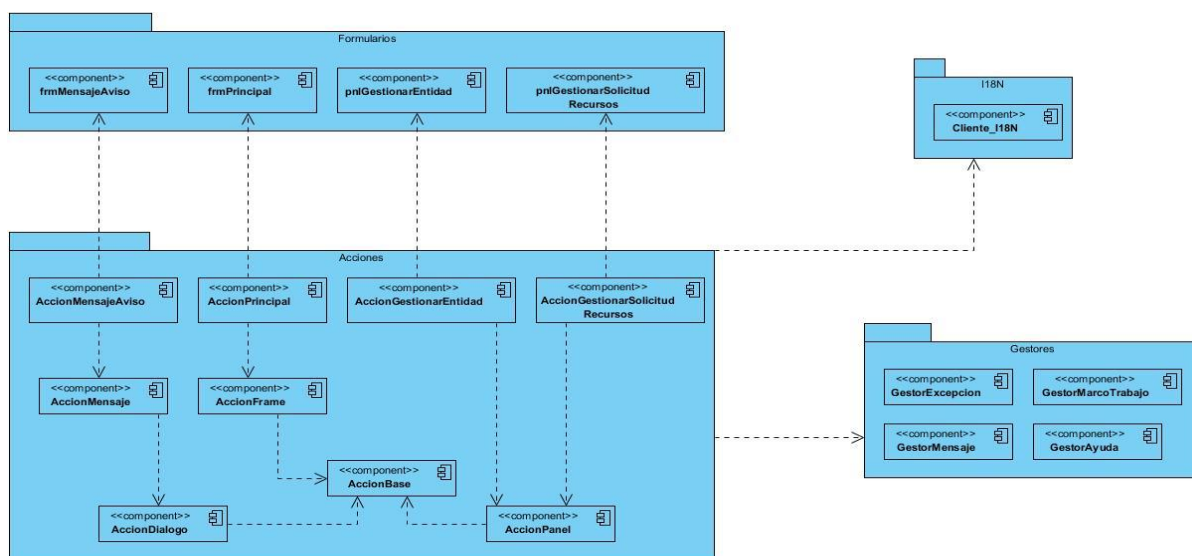 Formularios
<<component>>
frmMensajeAviso
<<component>>
frmPrincipal
<<component>>
pnlGestionarEntidad
<<component>>
pnlGestionarSolicitud
Recursos
I18N
<<component>>
Cliente_I18N
Acciones
<<component>>
AccionMensajeAviso
<<component>>
AccionPrincipal
<<component>>
AccionGestionarEntidad
<<component>>
AccionGestionarSolicitud
Recursos
<<component>>
AccionMensaje
<<component>>
AccionFrame
<<component>>
AccionBase
<<component>>
AccionDialogo
<<component>>
AccionPanel
Gestores
<<component>>
GestorExcepcion
<<component>>
GestorMarcoTrabajo
<<component>>
GestorMensaje
<<component>>
GestorAyuda